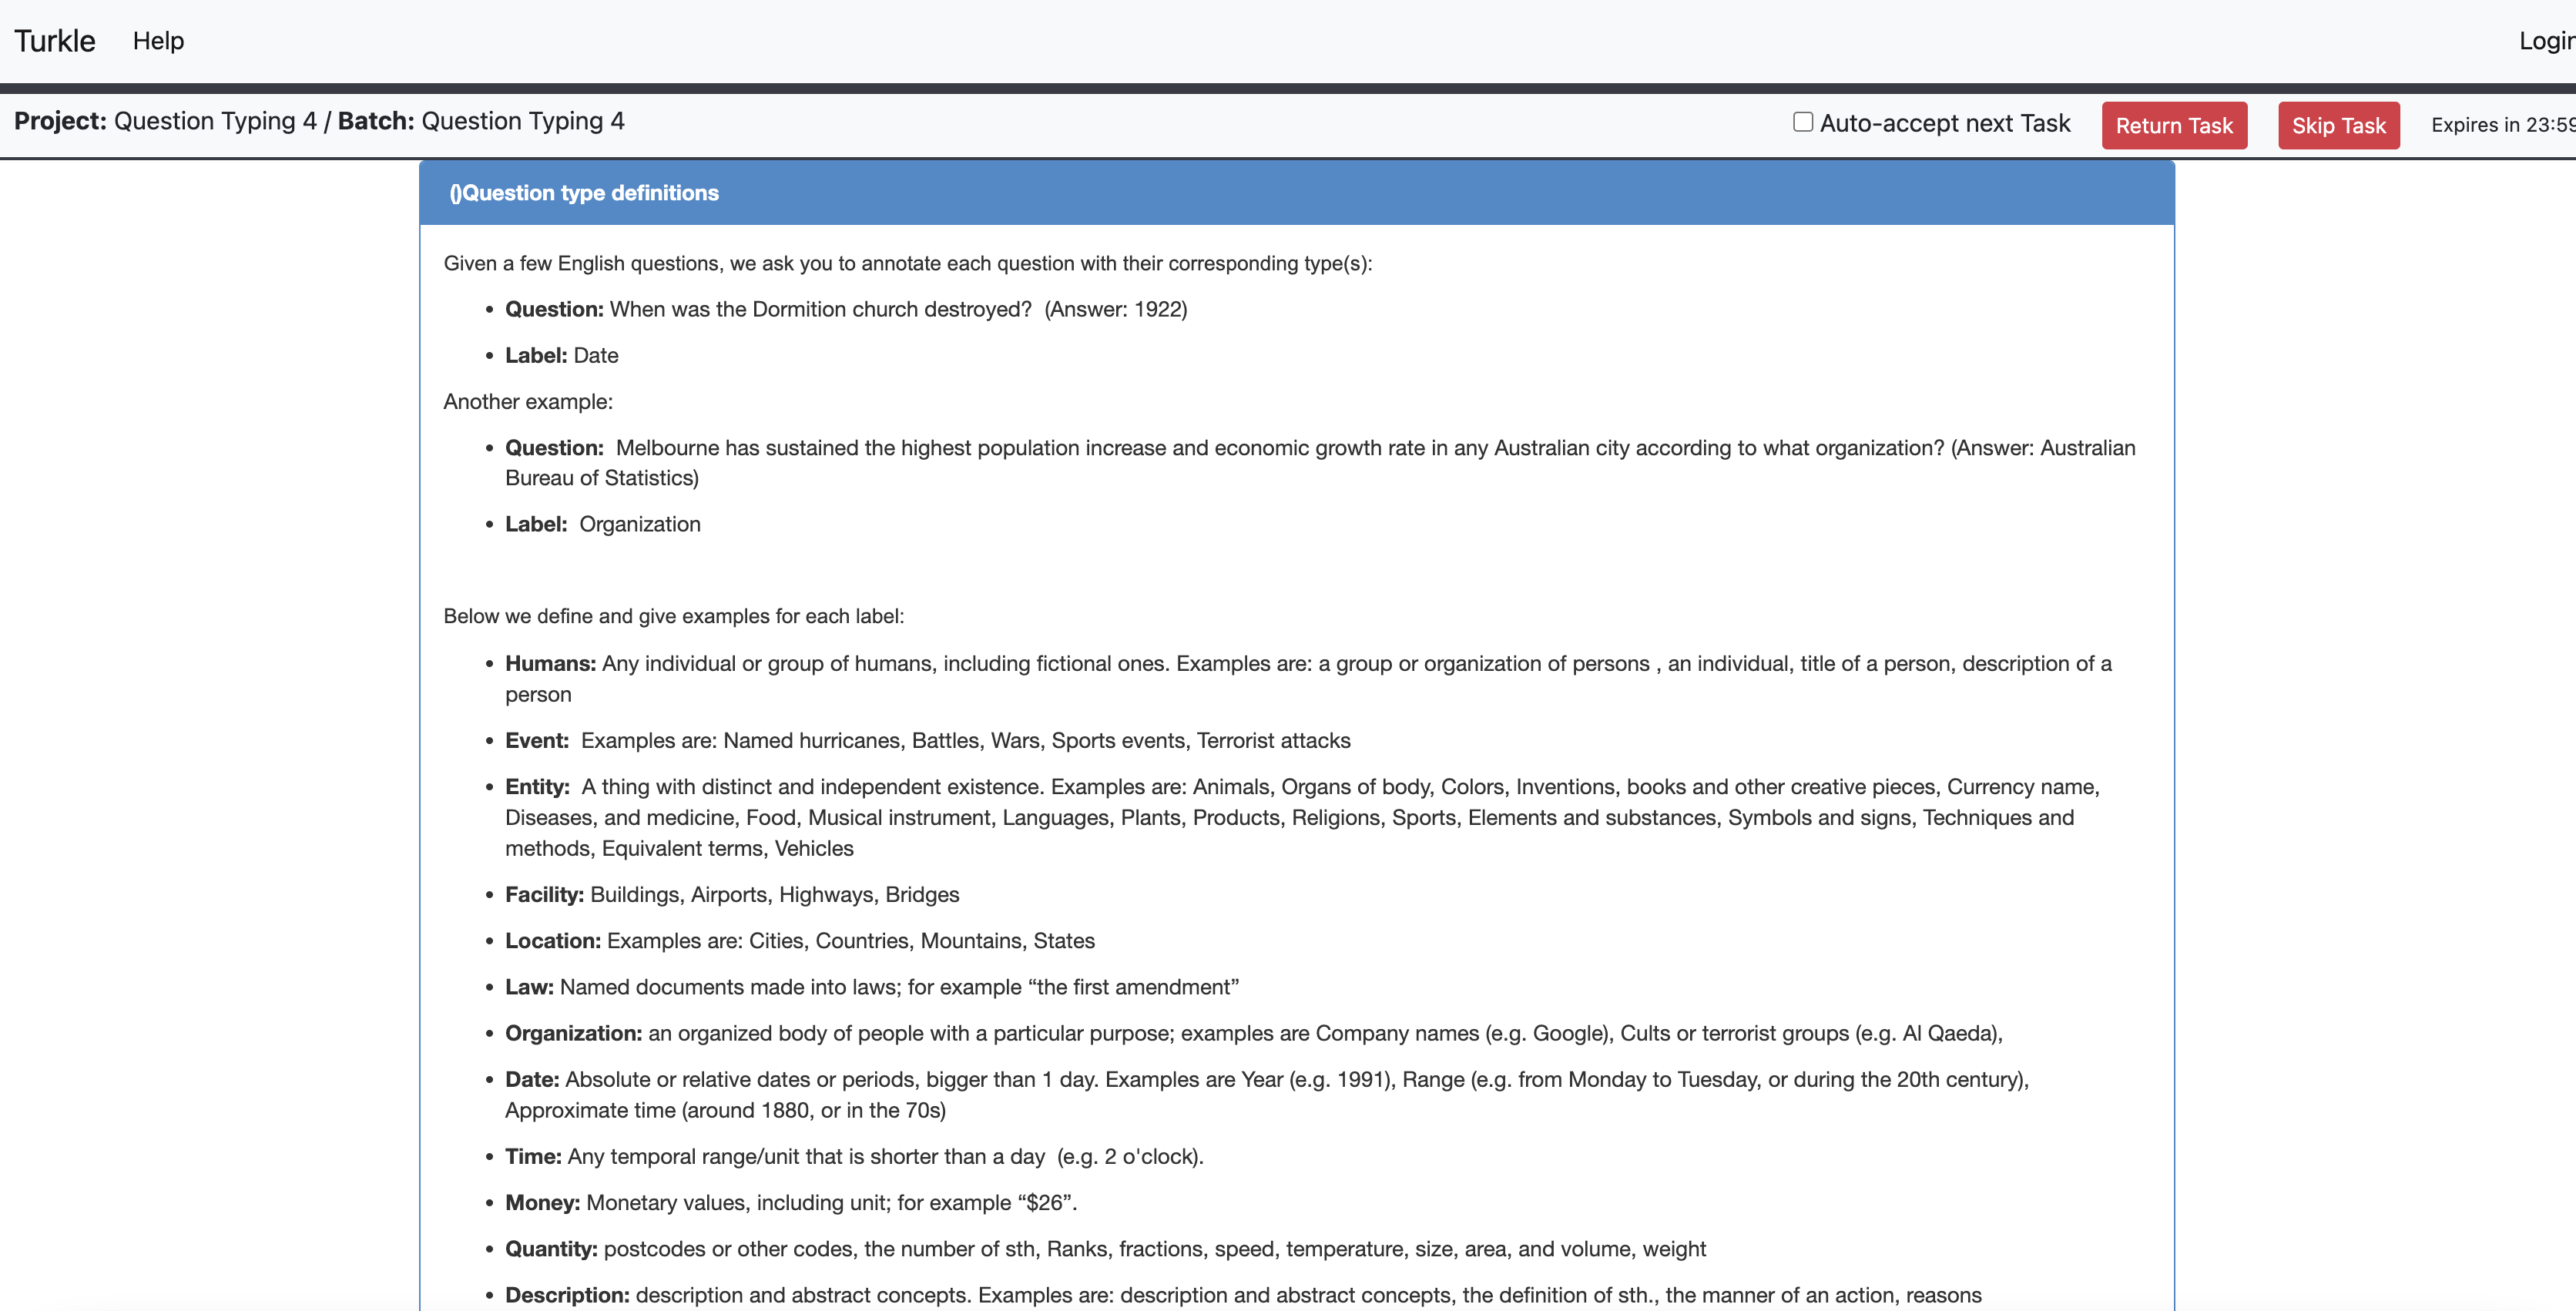 Turkle Help Login
Project: Question Typing 4 / Batch: Question Typing 4 Auto-accept next Task Return Task Skip Task Expires in 23:59
()Question type definitions
Given a few English questions, we ask you to annotate each question with their corresponding type(s):
• Question: When was the Dormition church destroyed? (Answer: 1922)
• Label: Date
Another example:
• Question: Melbourne has sustained the highest population increase and economic growth rate in any Australian city according to what organization? (Answer: Australian
Bureau of Statistics)
• Label: Organization
Below we define and give examples for each label:
• Humans: Any individual or group of humans, including fictional ones. Examples are: a group or organization of persons , an individual, title of a person, description of a
person
• Event: Examples are: Named hurricanes, Battles, Wars, Sports events, Terrorist attacks
• Entity: A thing with distinct and independent existence. Examples are: Animals, Organs of body, Colors, Inventions, books and other creative pieces, Currency name,
Diseases, and medicine, Food, Musical instrument, Languages, Plants, Products, Religions, Sports, Elements and substances, Symbols and signs, Techniques and
methods, Equivalent terms, Vehicles
• Facility: Buildings, Airports, Highways, Bridges
• Location: Examples are: Cities, Countries, Mountains, States
• Law: Named documents made into laws; for example “the first amendment”
• Organization: an organized body of people with a particular purpose; examples are Company names (e.g. Google), Cults or terrorist groups (e.g. Al Qaeda),
• Date: Absolute or relative dates or periods, bigger than 1 day. Examples are Year (e.g. 1991), Range (e.g. from Monday to Tuesday, or during the 20th century),
Approximate time (around 1880, or in the 70s)
• Time: Any temporal range/unit that is shorter than a day (e.g. 2 o'clock).
• Money: Monetary values, including unit; for example “$26”.
• Quantity: postcodes or other codes, the number of sth, Ranks, fractions, speed, temperature, size, area, and volume, weight
• Description: description and abstract concepts. Examples are: description and abstract concepts, the definition of sth., the manner of an action, reasons